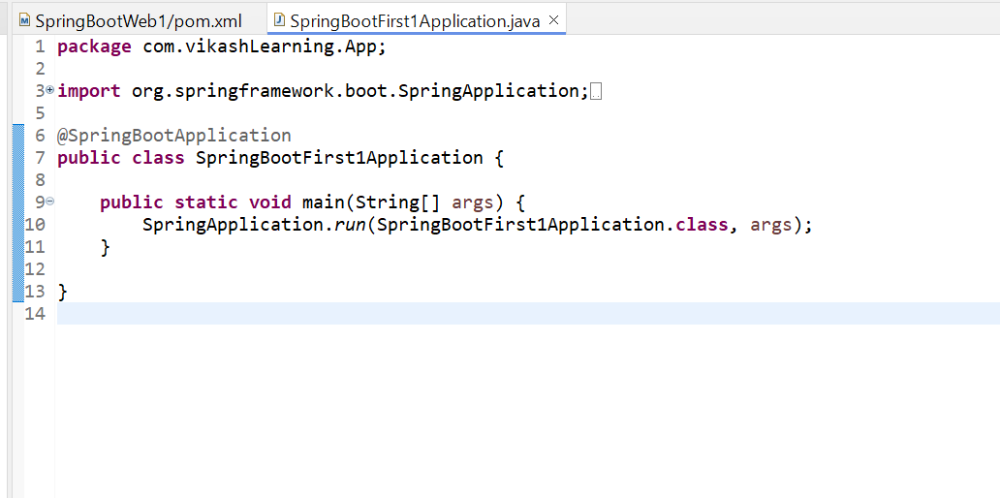 SpringBootWeb1/pom.xml
SpringBootFirst1Application.java
1 package com.vikashLearning.App;
2
3 import org.springframework.boot.SpringApplication;
5
6 @SpringBootApplication
7 public class SpringBootFirst1Application {
8
9 public static void main(String[] args) {
10 SpringApplication.run(SpringBootFirst1Application.class, args);
11 }
12
13 }
14